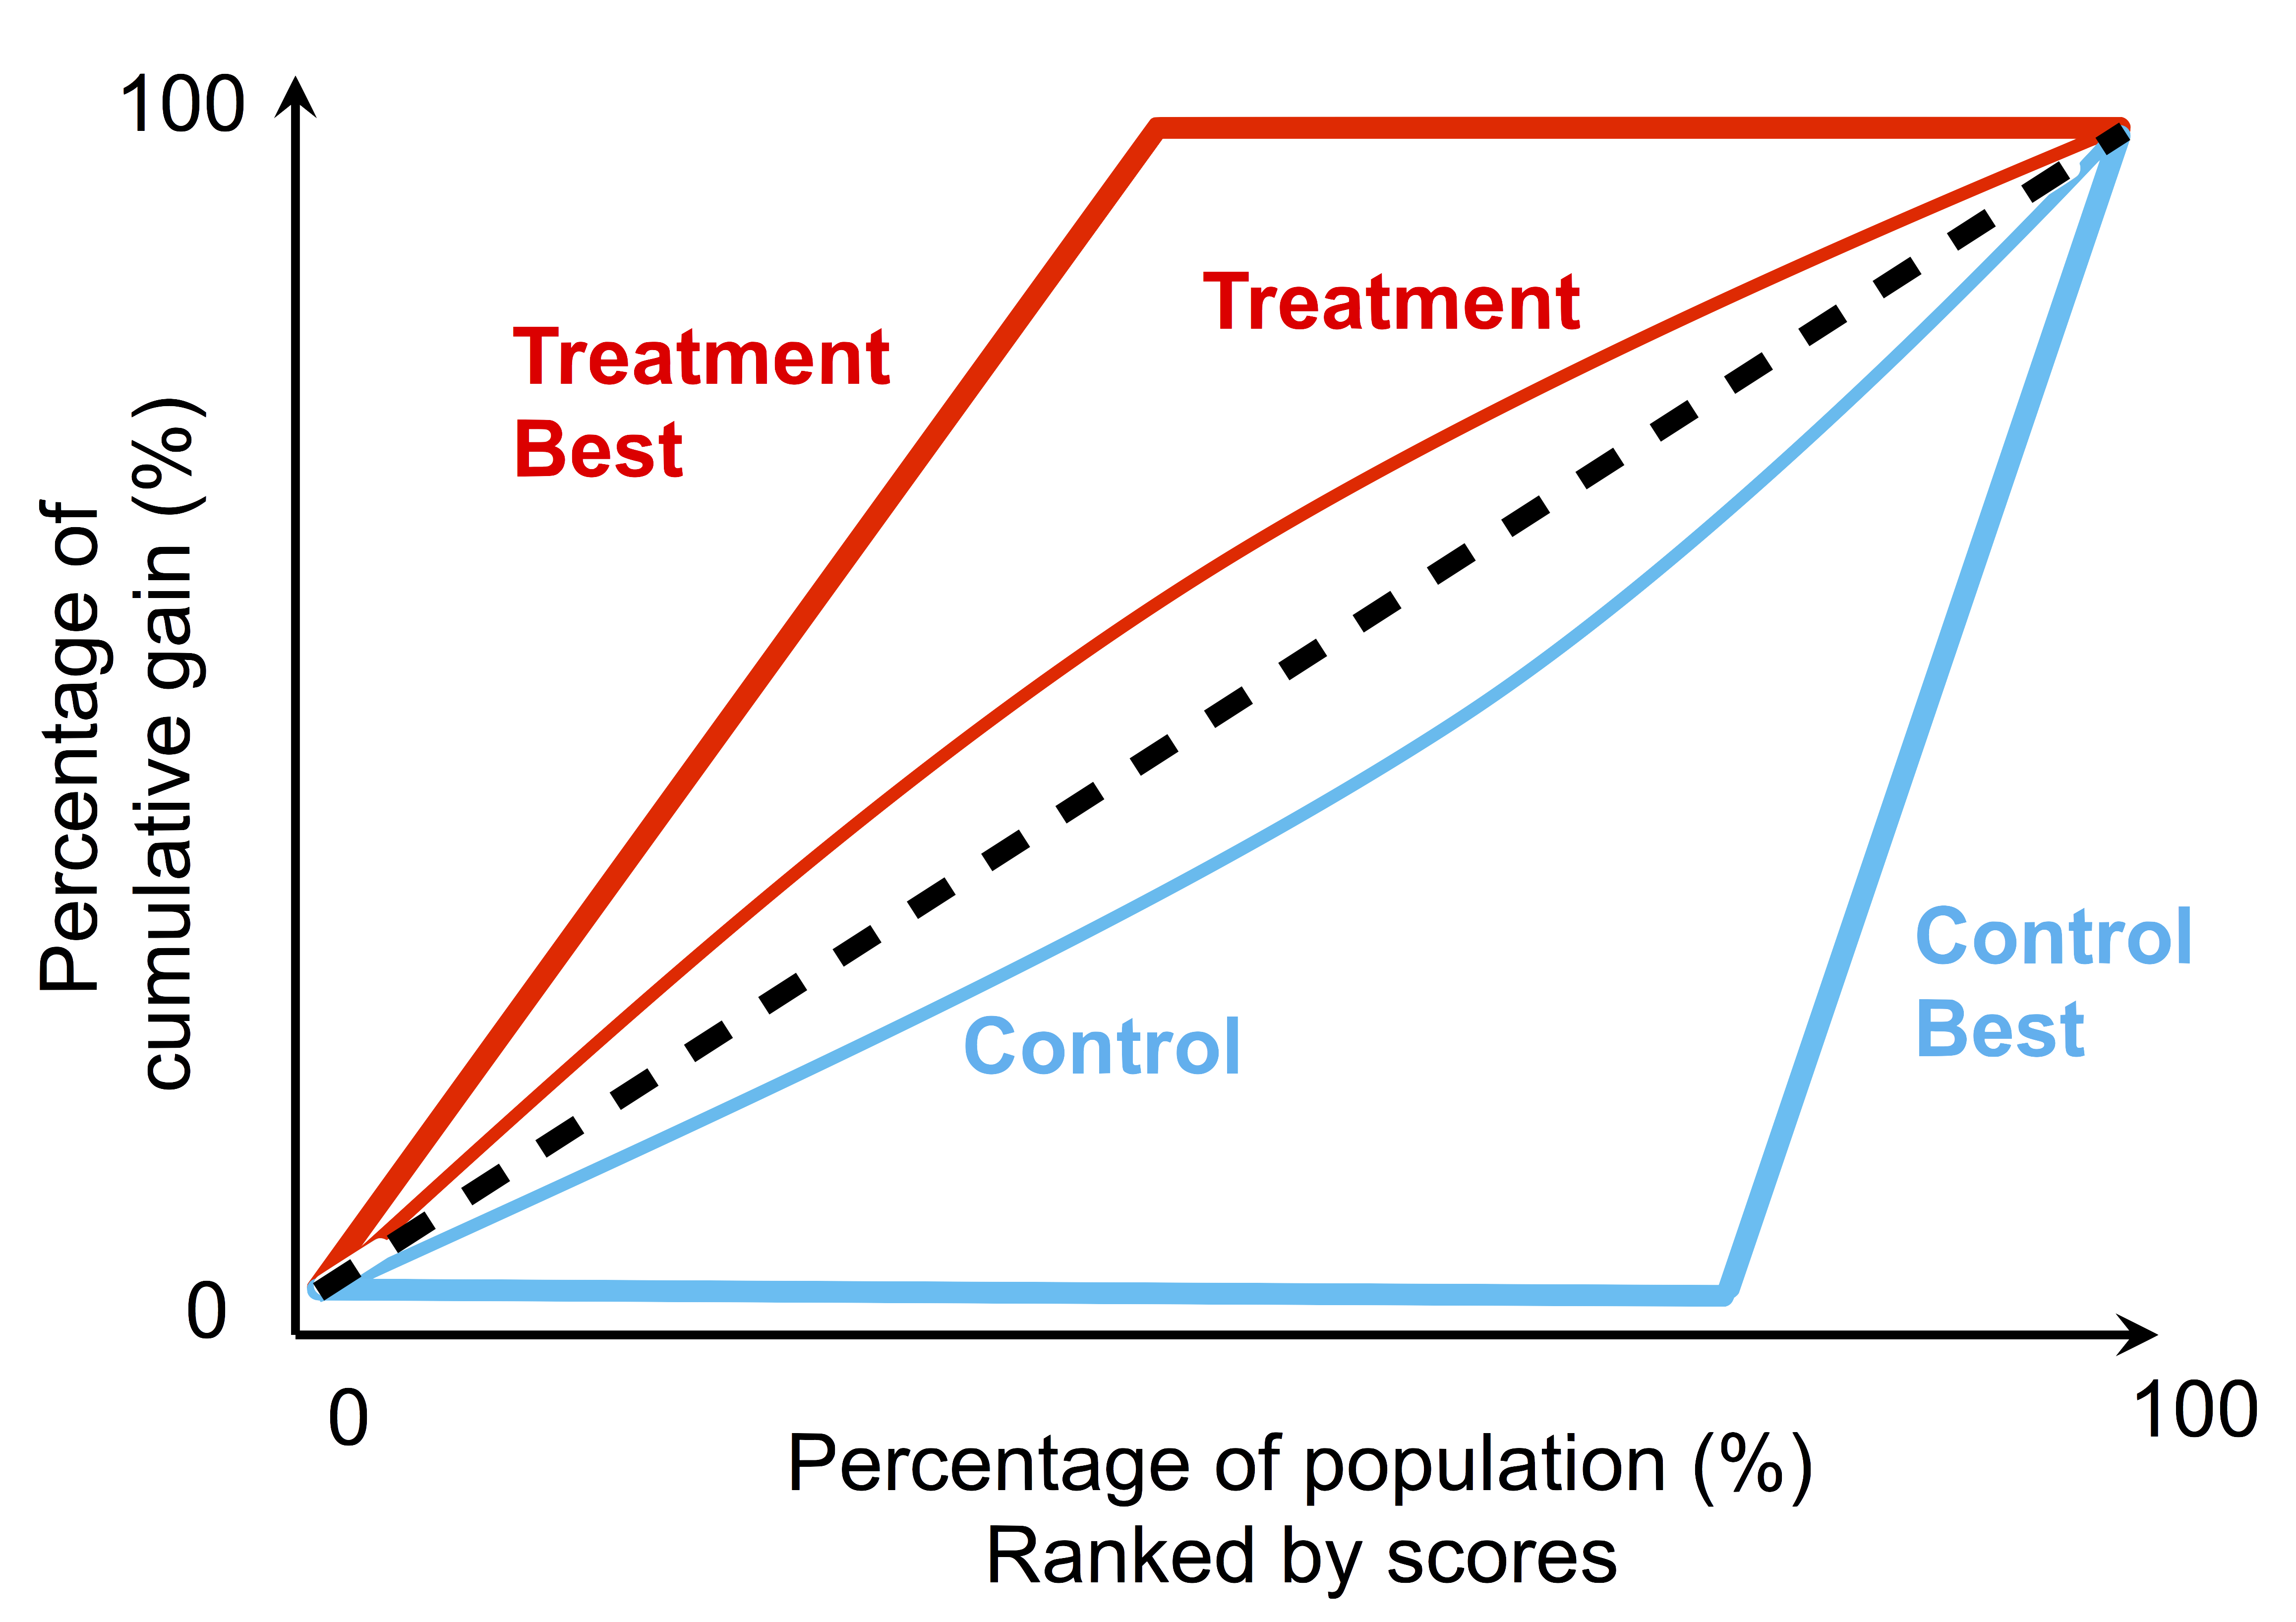 100
Percentage of
cumulative gain (%)
Treatment
Best
Treatment
Control
Control
Best
0
0
100
Percentage of population (%)
Ranked by scores